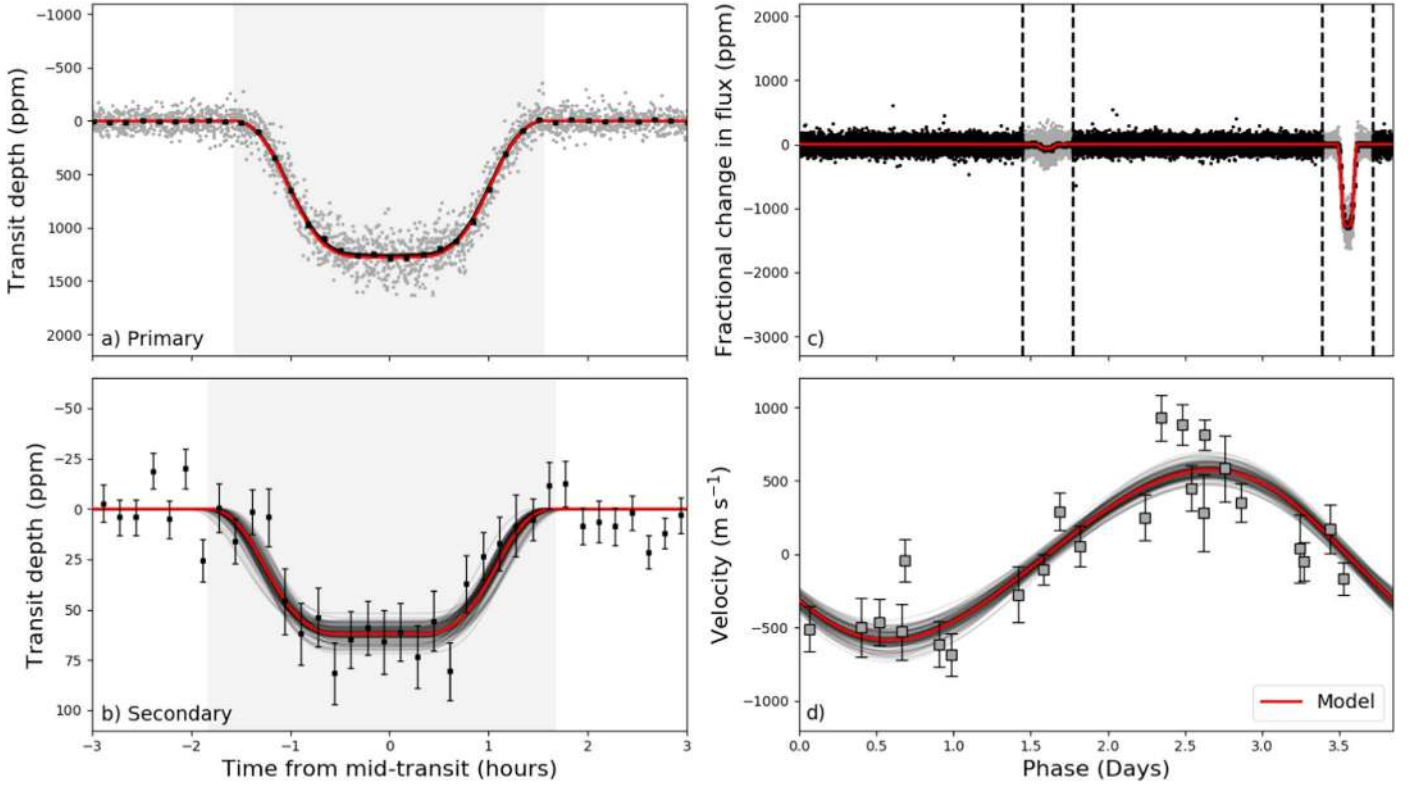 −1000
−500
0
500
1000
1500
2000
Transit depth (ppm)
a) Primary
2000
1000
0
−1000
−2000
−3000
Fractional change in flux (ppm)
c)
−50
−25
0
25
50
75
100
Transit depth (ppm)
b) Secondary
−3 −2 −1 0 1 2 3
Time from mid-transit (hours)
1000
500
0
−500
−1000
Velocity (m s⁻¹)
Model
d)
0.0 0.5 1.0 1.5 2.0 2.5 3.0 3.5
Phase (Days)